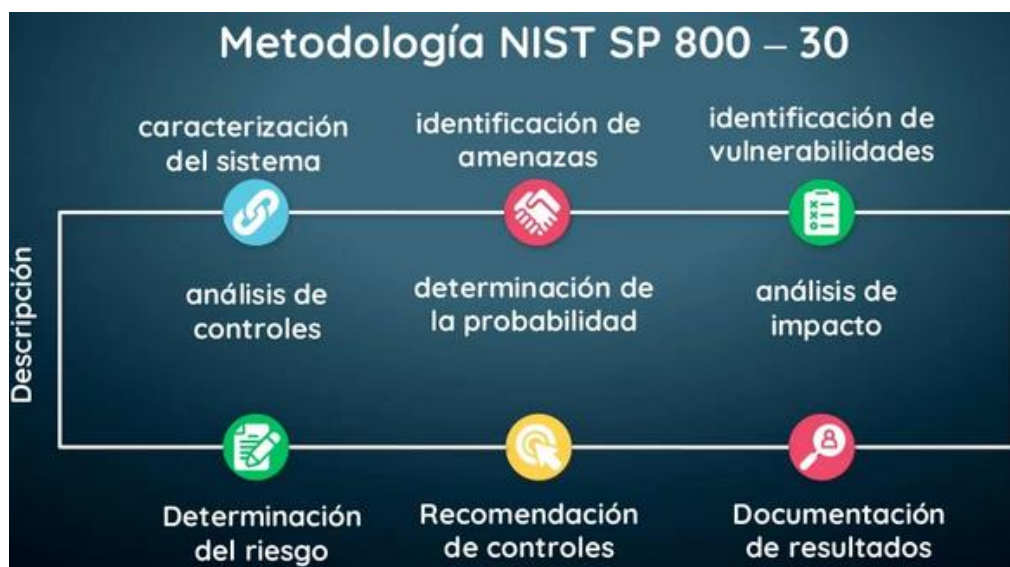 Metodología NIST SP 800 – 30
caracterización
del sistema
identificación de
amenazas
identificación de
vulnerabilidades
Descripción
análisis de
controles
determinación de
la probabilidad
análisis de
impacto
Determinación
del riesgo
Recomendación
de controles
Documentación
de resultados